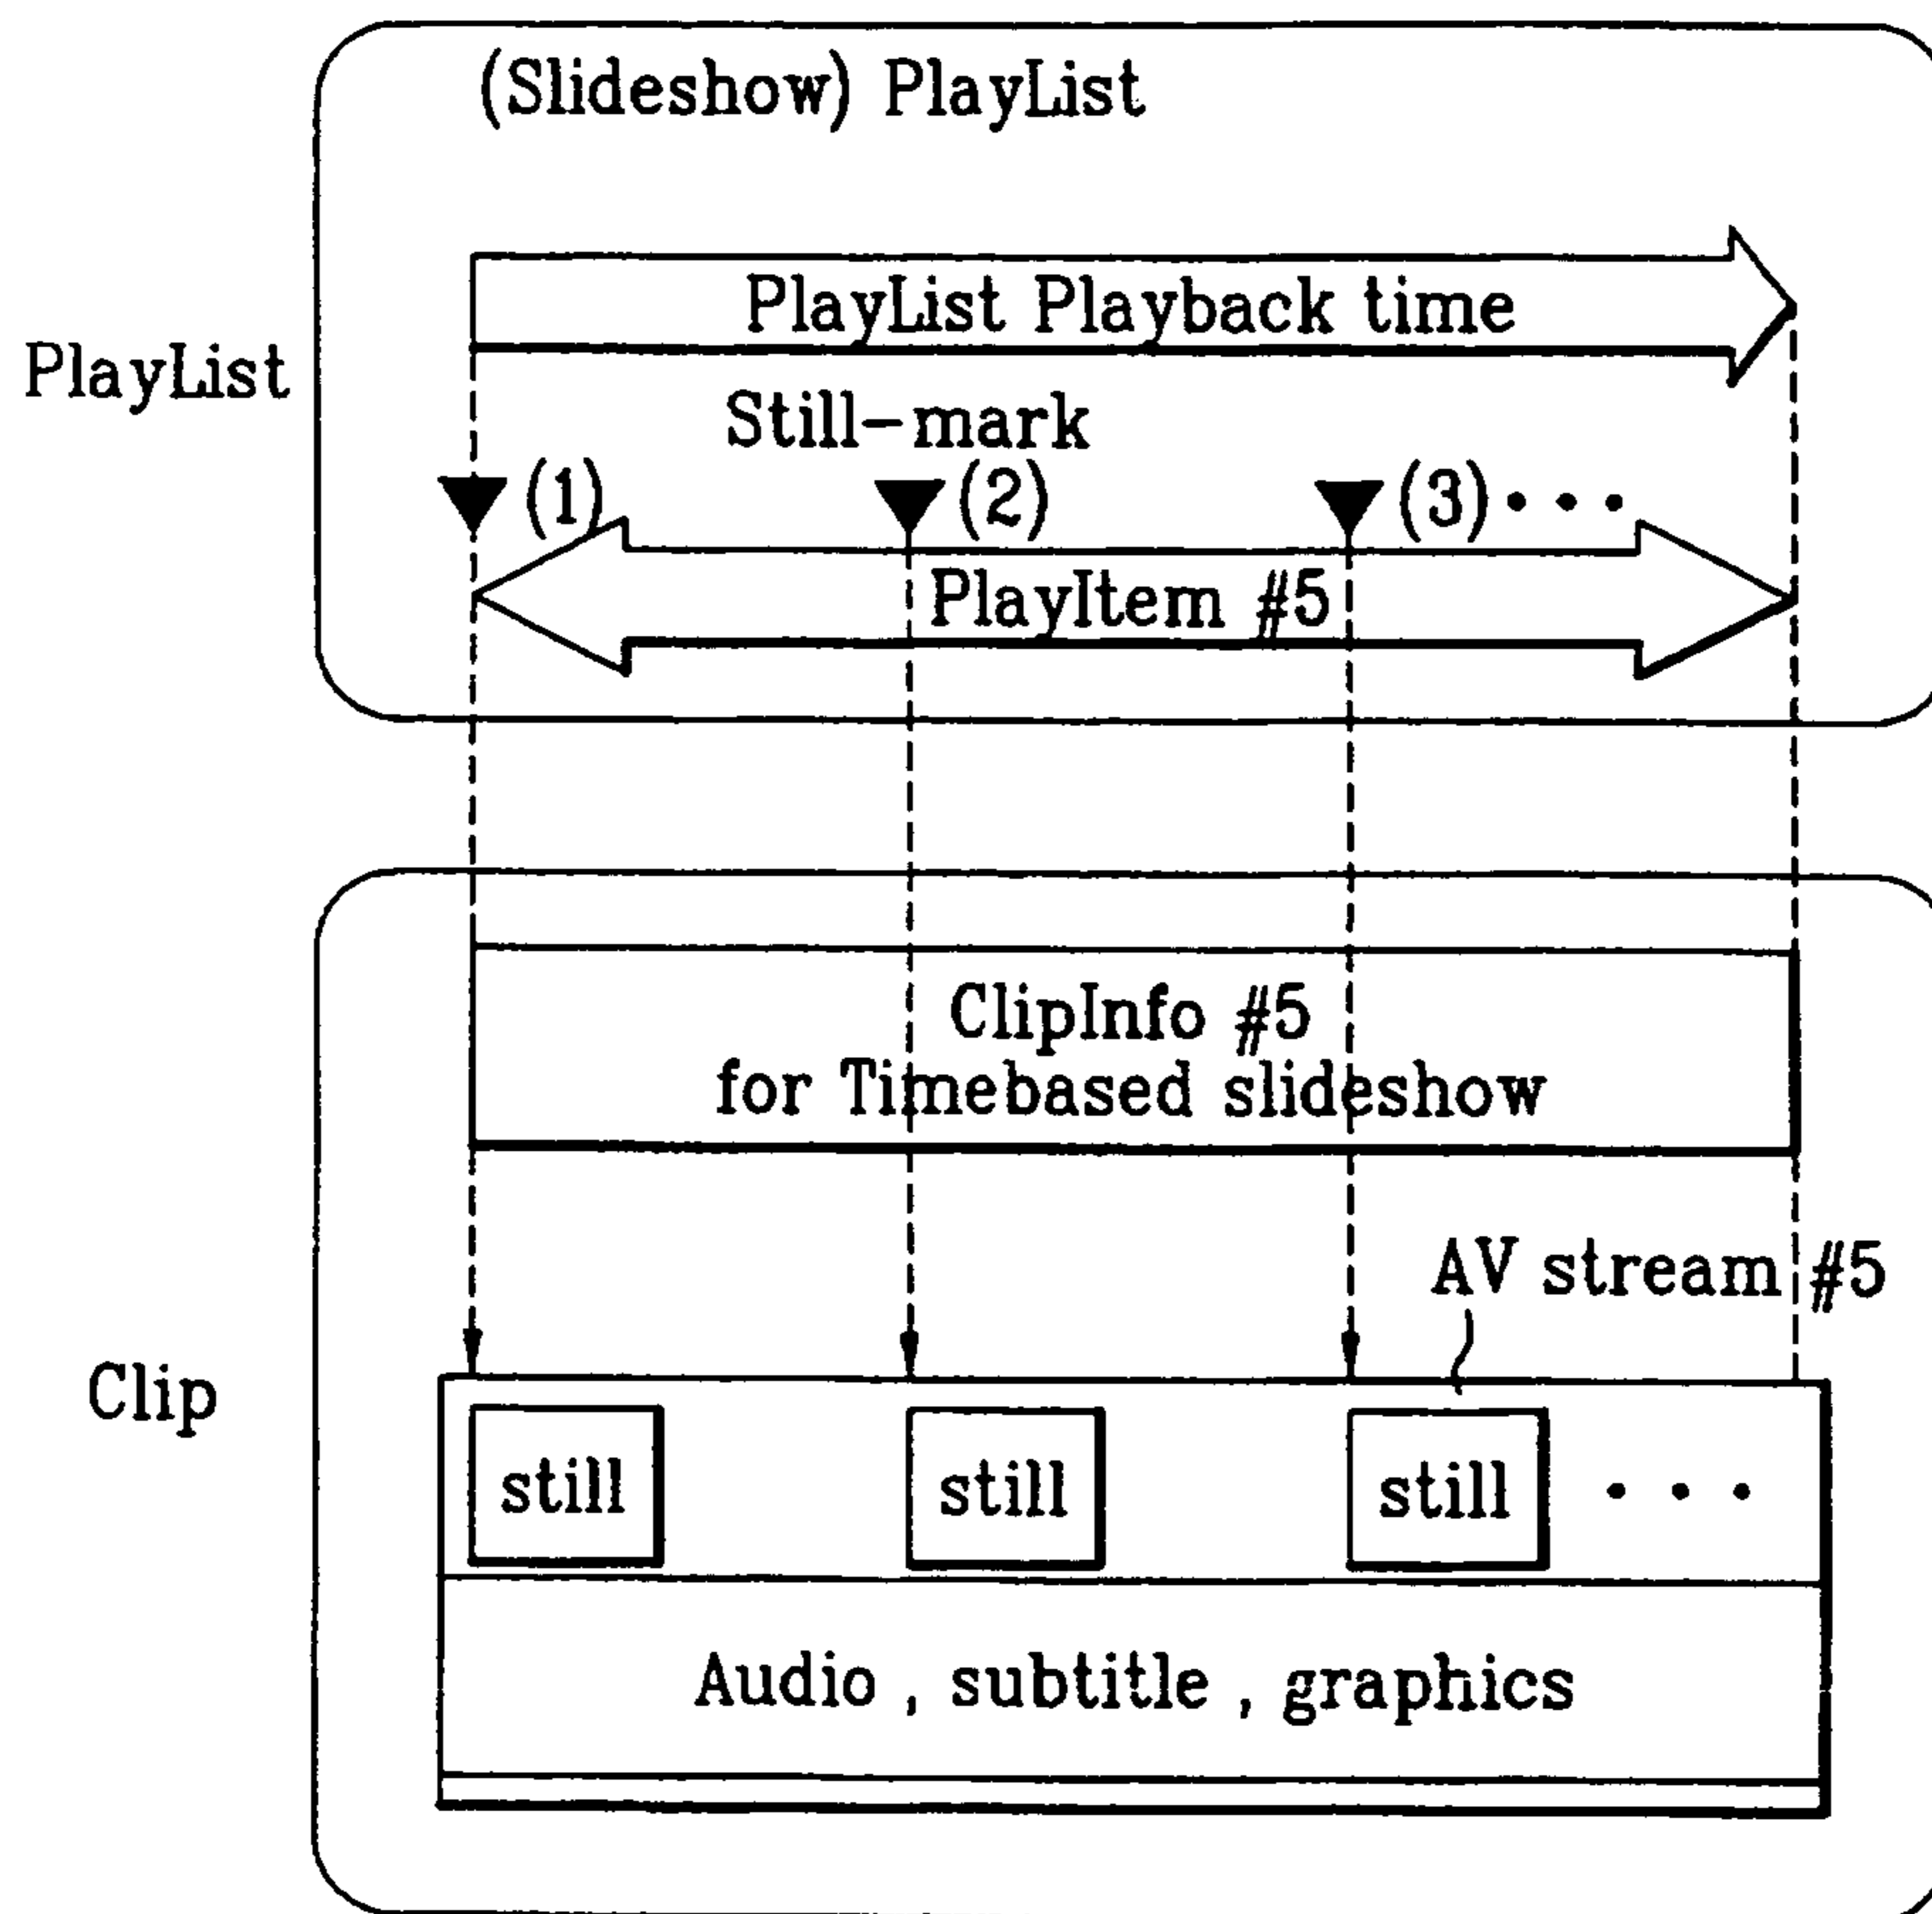 (Slideshow) PlayList
PlayList Playback time
PlayList
Still-mark
(1) (2) (3)•••
PlayItem #5
ClipInfo #5
for Timebased slideshow
AV stream #5
Clip
still still still • • •
Audio , subtitle , graphics